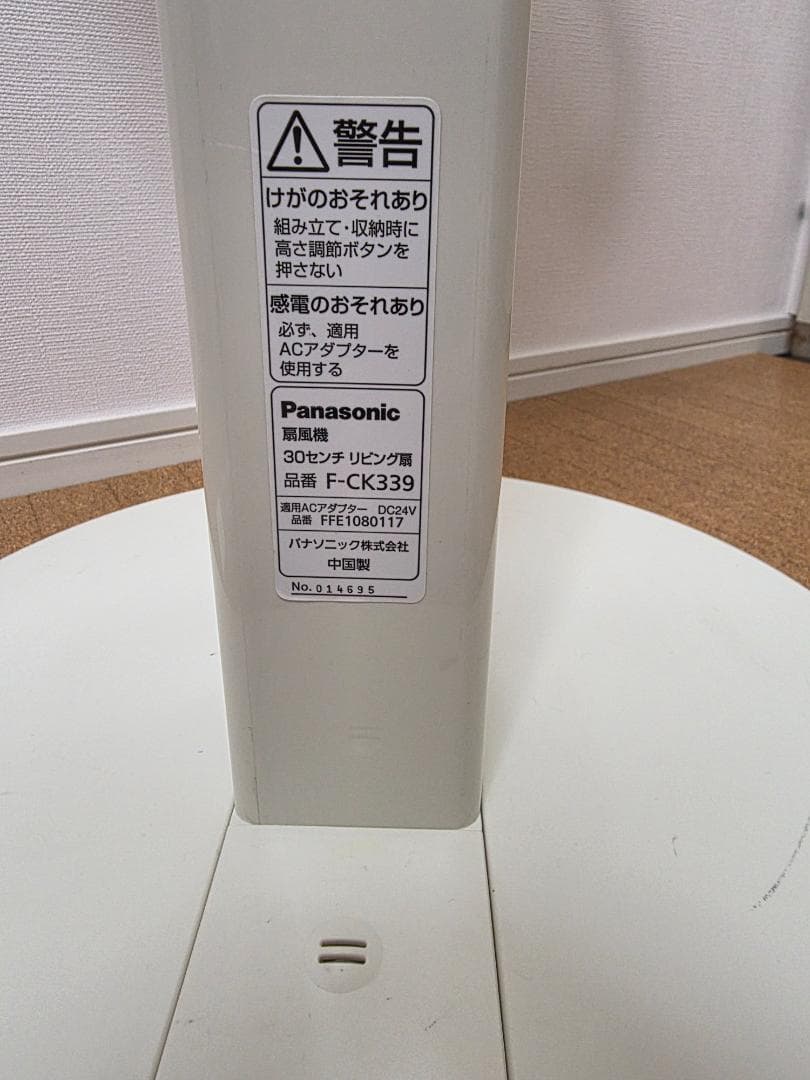 警告
けがのおそれあり
組み立て・収納時に
高さ調節ボタンを
押さない
感電のおそれあり
必ず、適用
ACアダプターを
使用する
Panasonic
扇風機
30センチ リビング扇
品番 F-CK339
適用ACアダプター DC24V
品番 FFE1080117
パナソニック株式会社
中国製
No. 014695